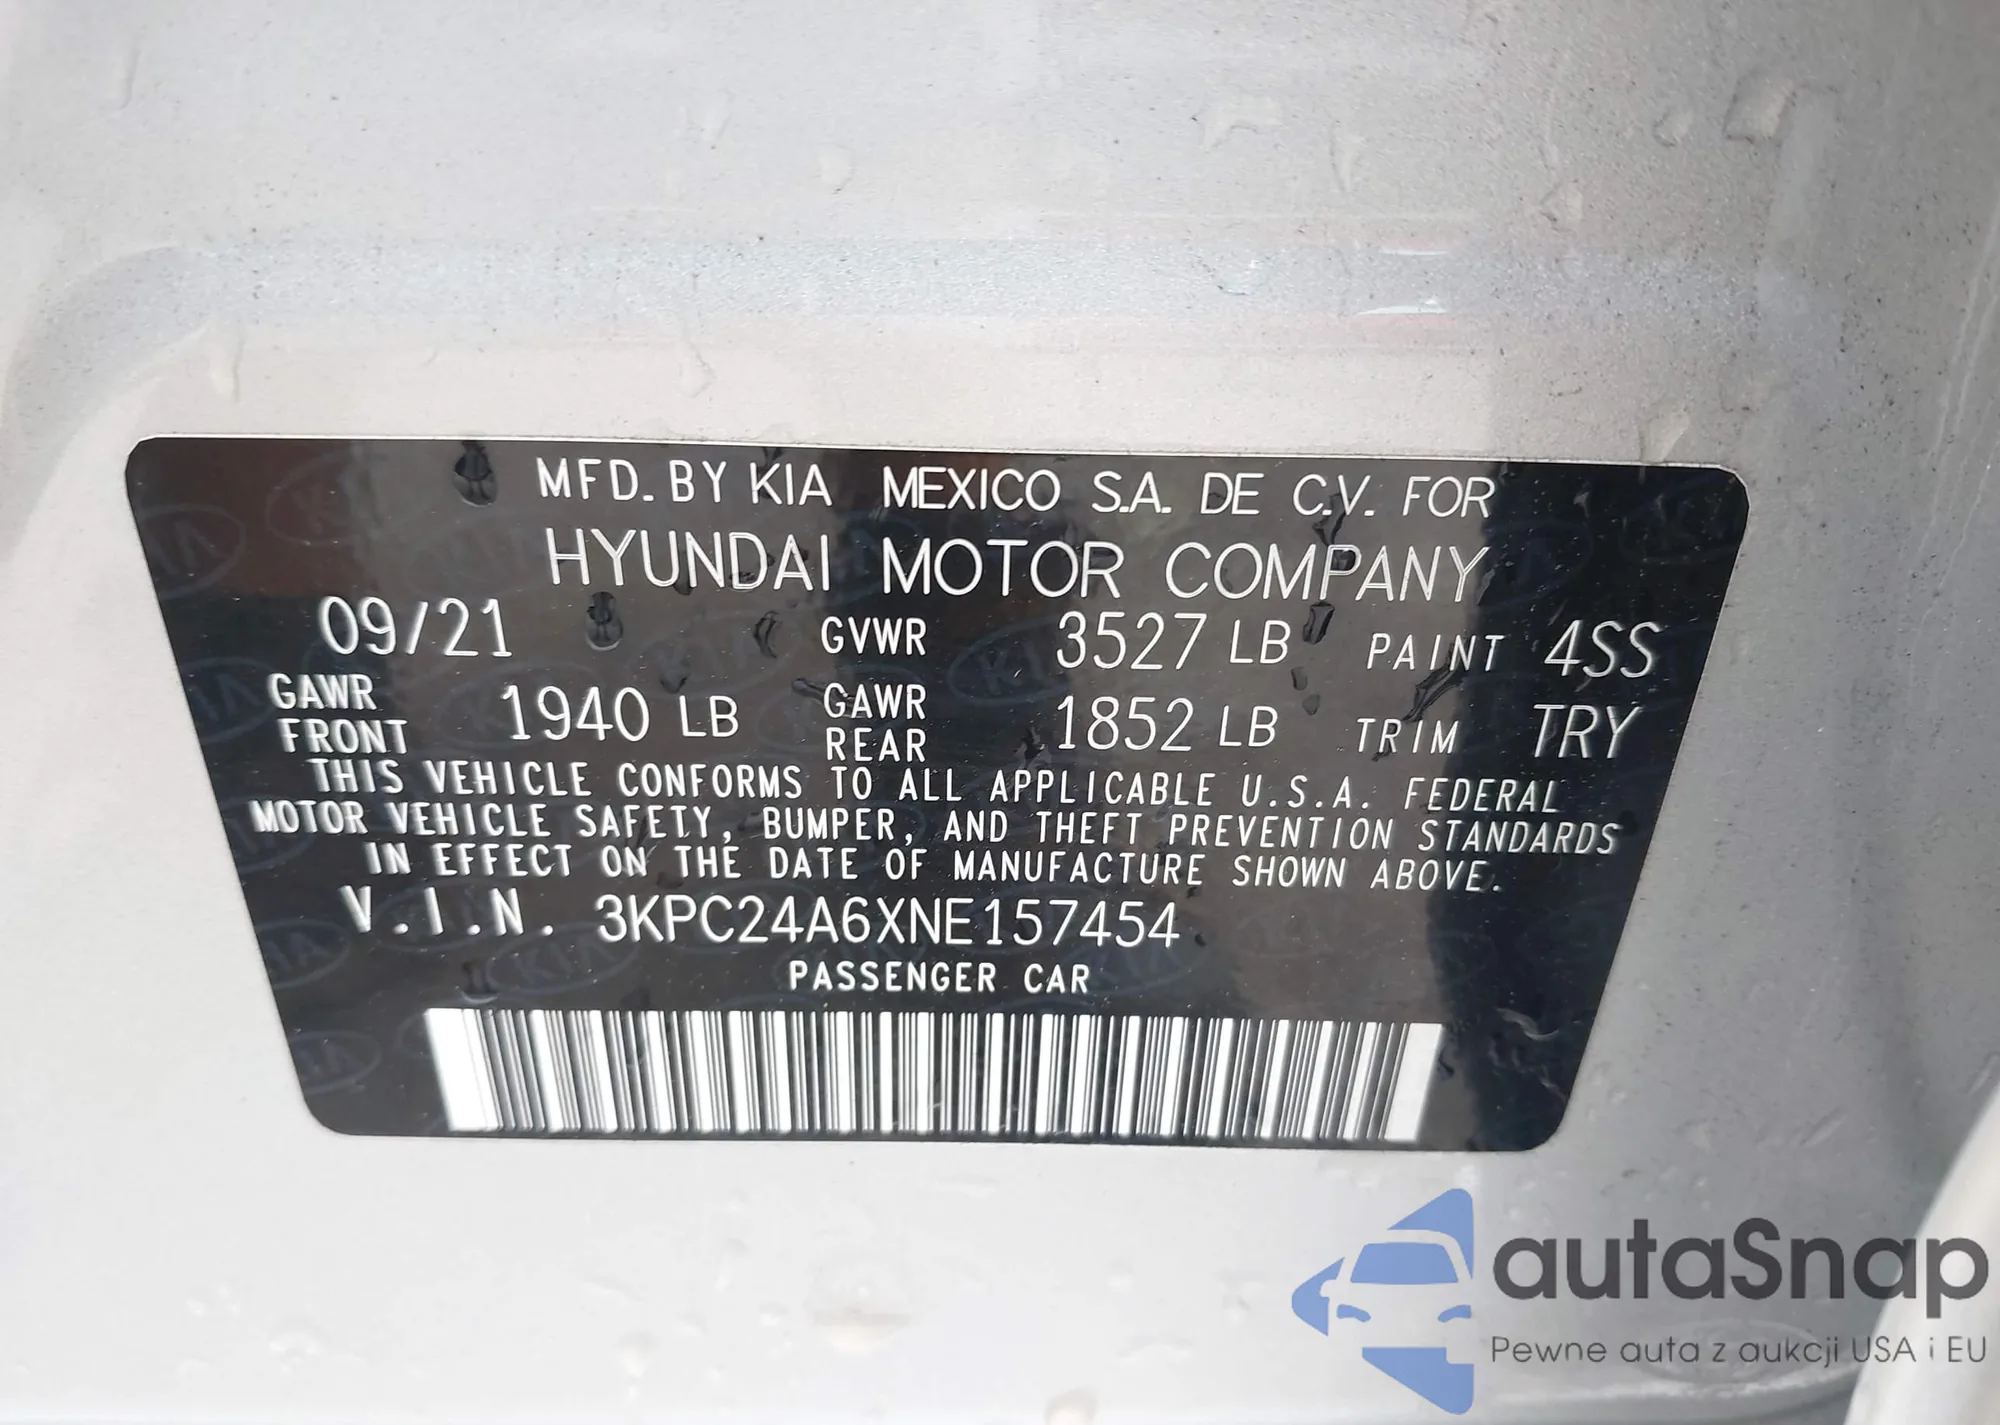 MFD. BY KIA MEXICO S.A. DE C.V. FOR
HYUNDAI MOTOR COMPANY
09/21 GVWR 3527 LB PAINT 4SS
GAWR FRONT 1940 LB GAWR REAR 1852 LB TRIM TRY
THIS VEHICLE CONFORMS TO ALL APPLICABLE U.S.A. FEDERAL
MOTOR VEHICLE SAFETY, BUMPER, AND THEFT PREVENTION STANDARDS
IN EFFECT ON THE DATE OF MANUFACTURE SHOWN ABOVE.
V.I.N. 3KPC24A6XNE157454
PASSENGER CAR
autaSnap
Pewne auta z aukcji USA i EU